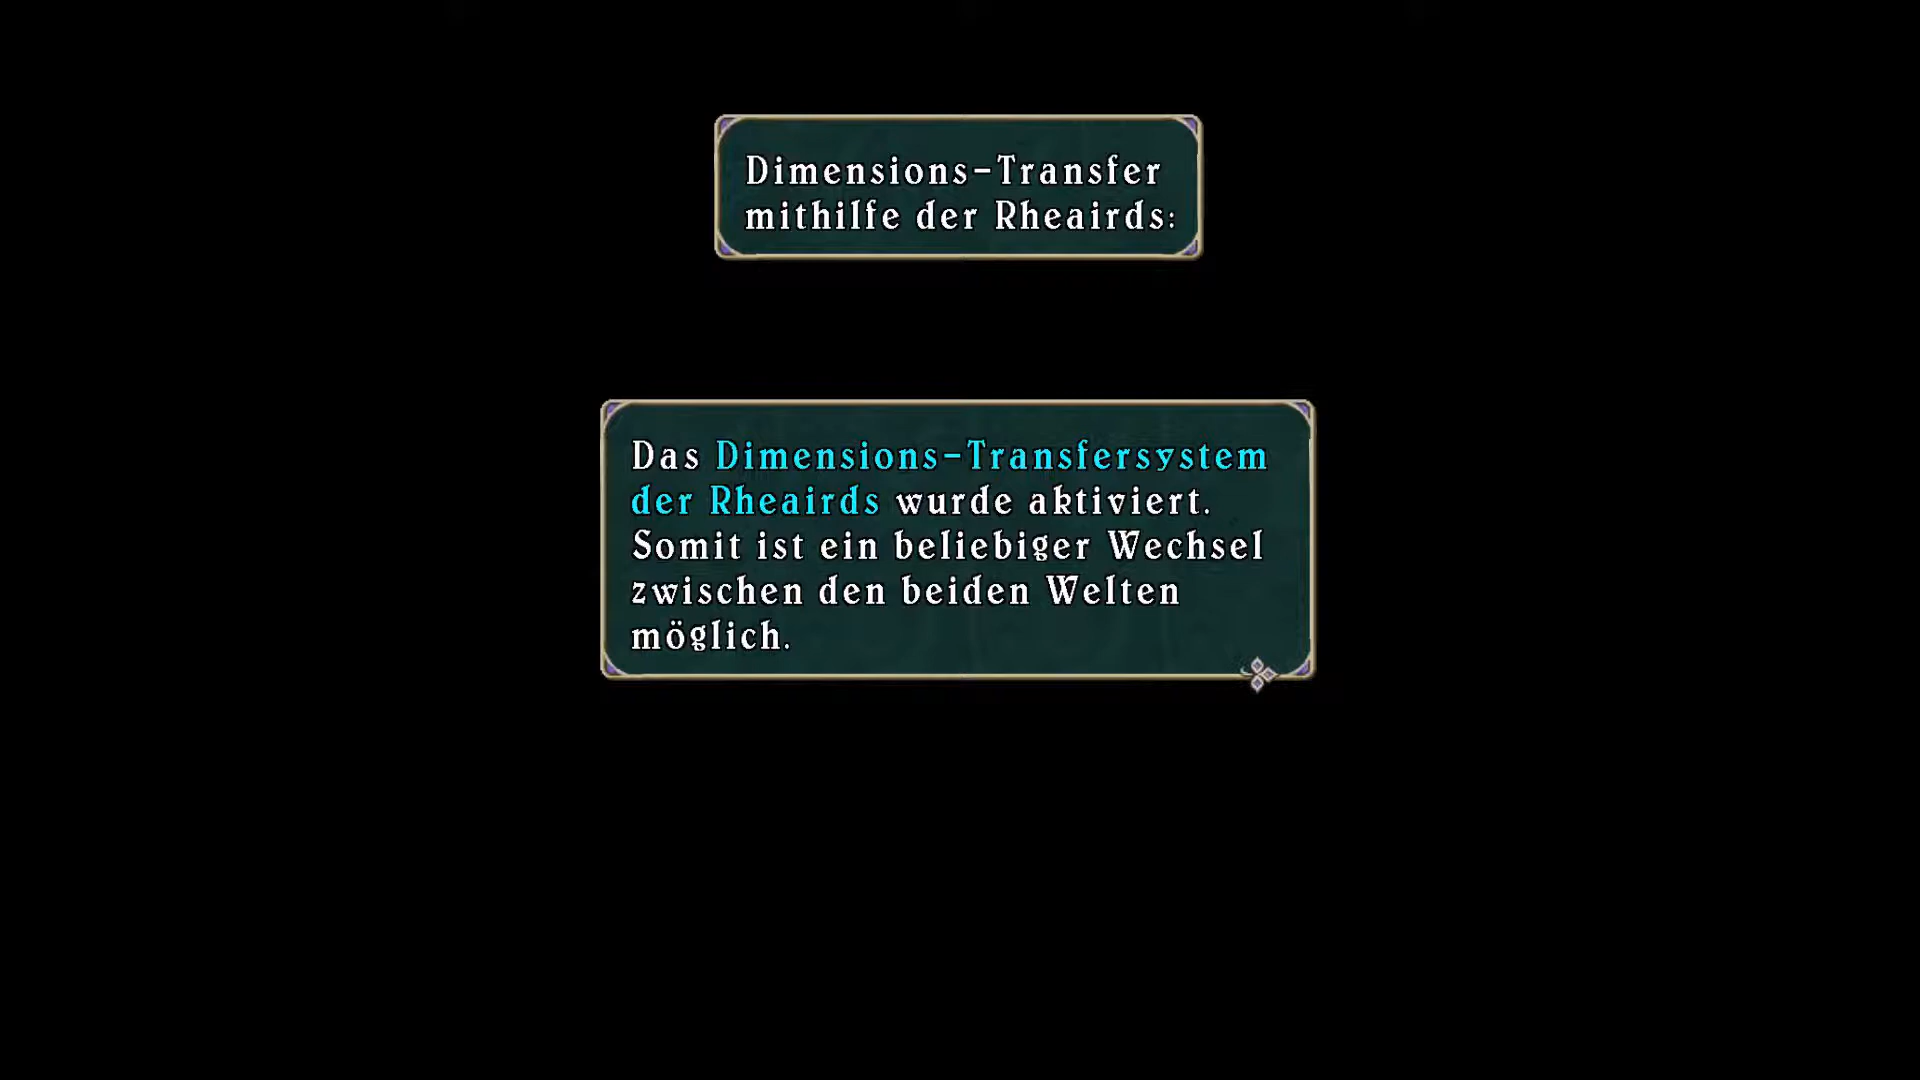 Dimensions-Transfer
mithilfe der Rheairds:
Das Dimensions-Transfersystem
der Rheairds wurde aktiviert.
Somit ist ein beliebiger Wechsel
zwischen den beiden Welten
möglich.